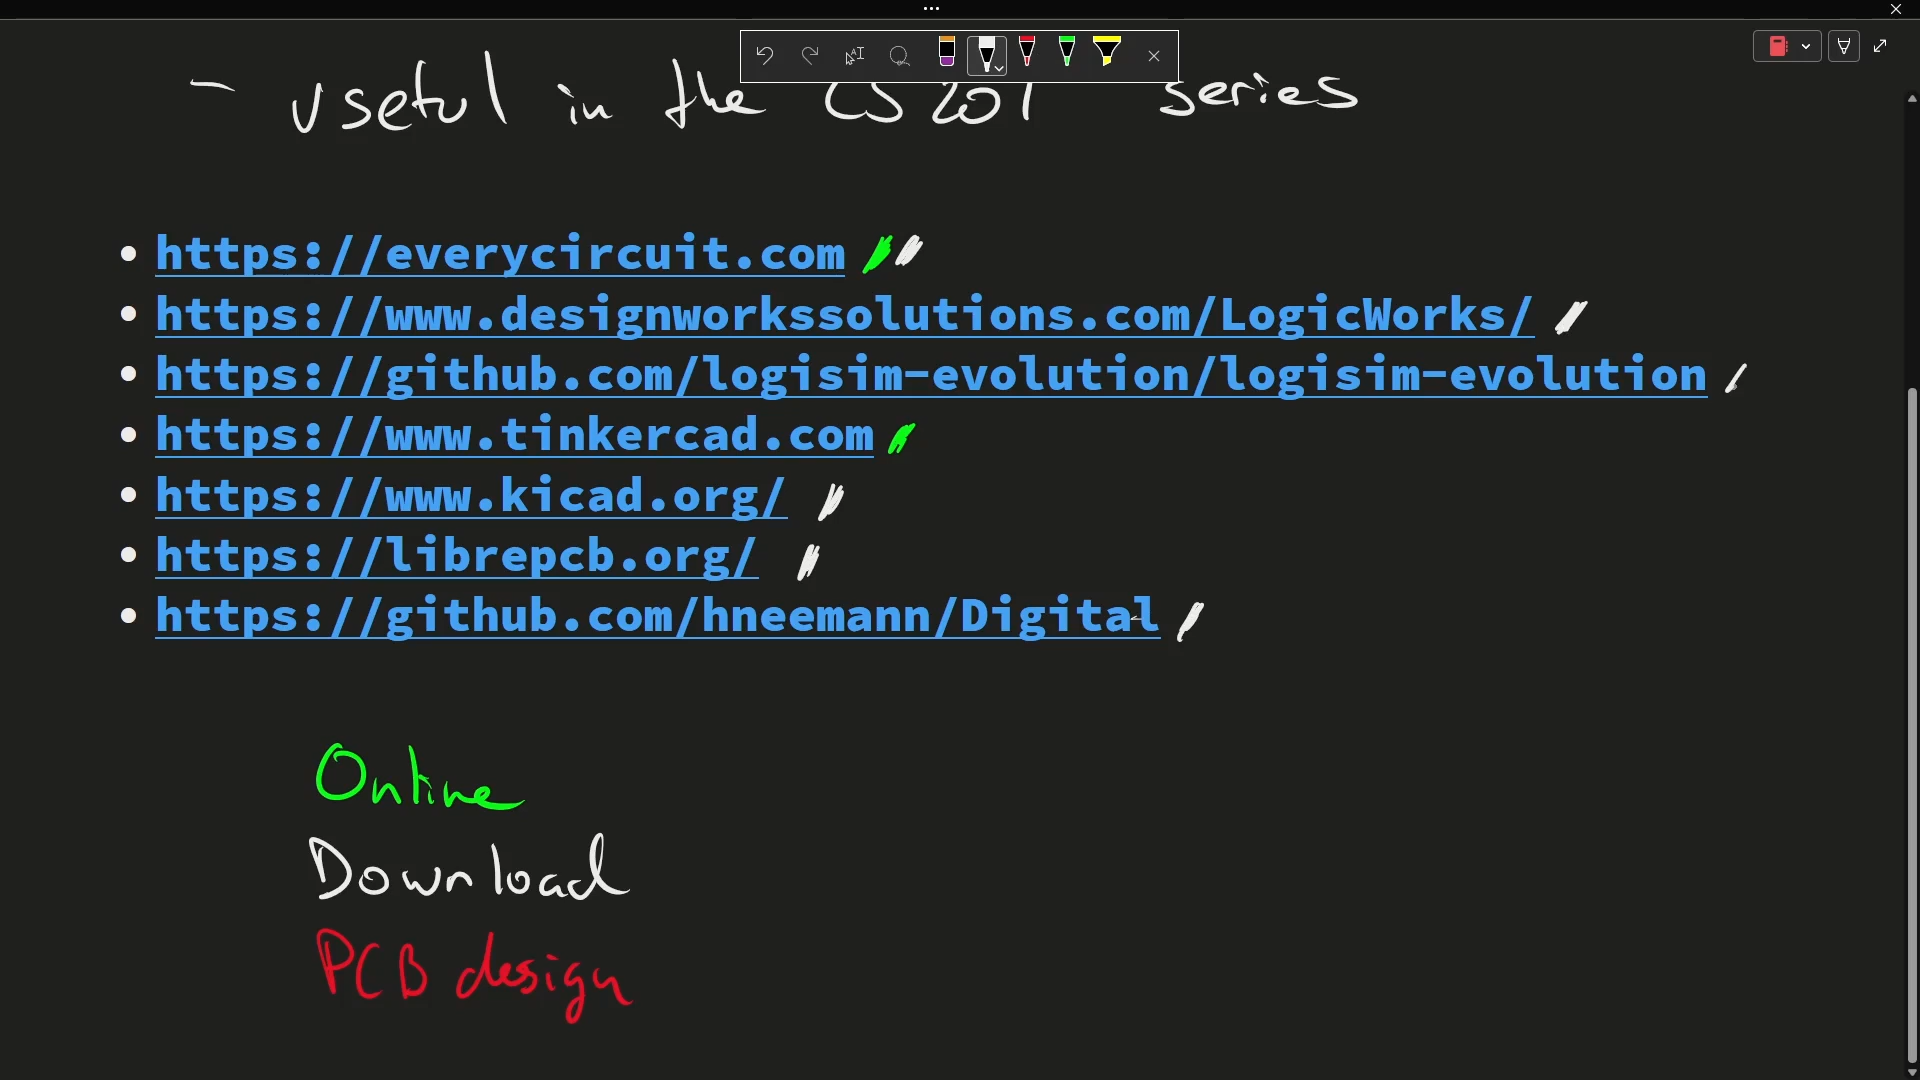 - useful in the CS201 series
• https://everycircuit.com
• https://www.designworkssolutions.com/LogicWorks/
• https://github.com/logisim-evolution/logisim-evolution
• https://www.tinkercad.com
• https://www.kicad.org/
• https://librepcb.org/
• https://github.com/hneemann/Digital
Online
Download
PCB design